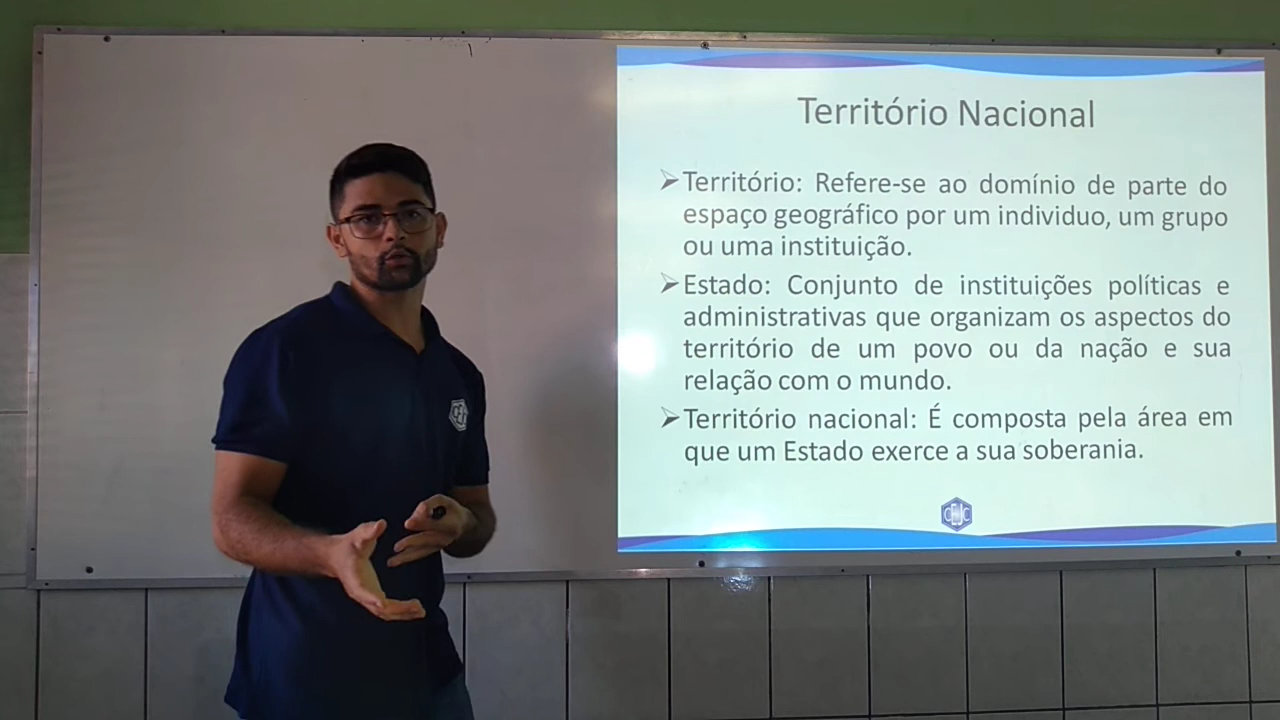 Território Nacional
Território: Refere-se ao domínio de parte do
espaço geográfico por um individuo, um grupo
ou uma instituição.
Estado: Conjunto de instituições políticas e
administrativas que organizam os aspectos do
território de um povo ou da nação e sua
relação com o mundo.
Território nacional: É composta pela área em
que um Estado exerce a sua soberania.